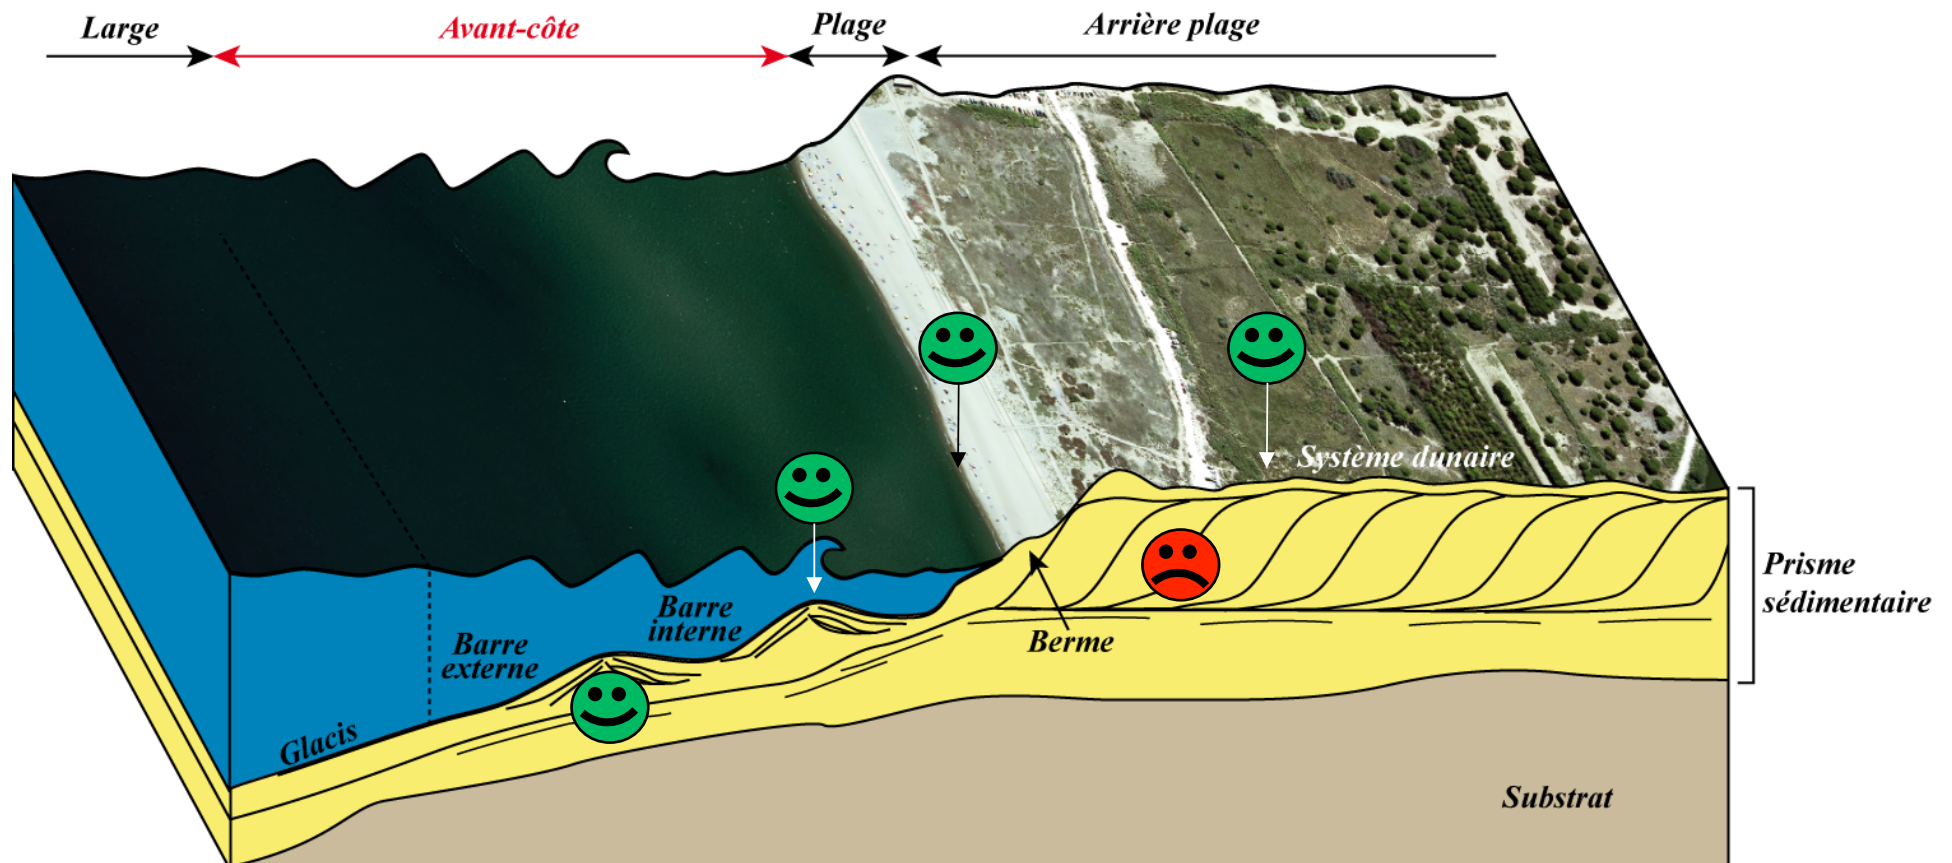 Large
Avant-côte
Plage
Arrière plage
Système dunaire
Prisme
sédimentaire
Barre
interne
Barre
externe
Berme
Glacis
Substrat